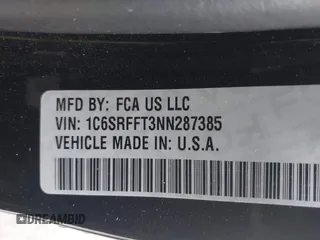 MFD BY: FCA US LLC
VIN: 1C6SRFFT3NN287385
VEHICLE MADE IN: U.S.A.
DREAMBID